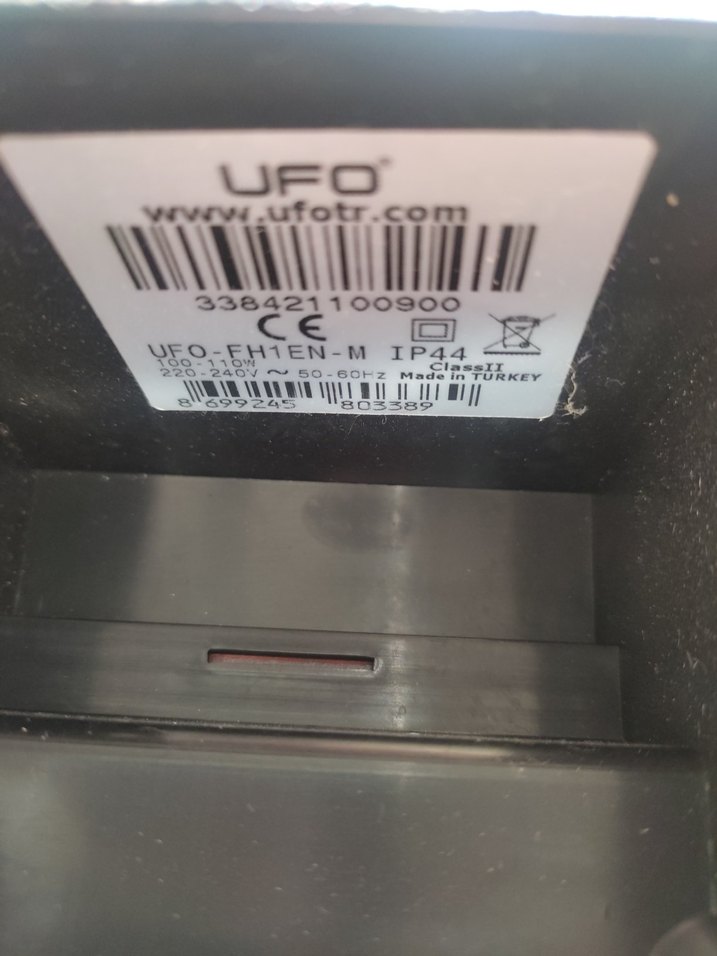 UFO®
www.ufotr.com
338421100900
CE
UFO-FH1EN-M IP44
100-110W ClassII
220-240V ~ 50-60Hz Made in TURKEY
8 699245 803389